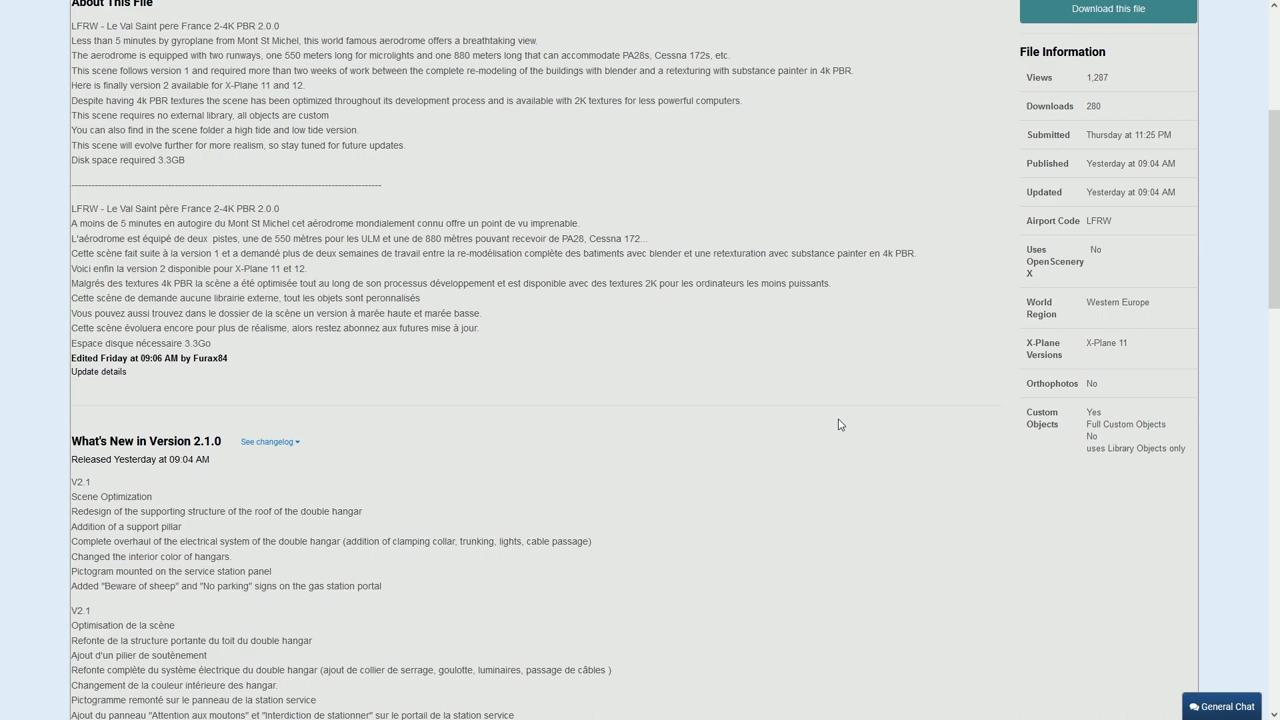 About This File
LFRW - Le Val Saint pere France 2-4K PBR 2.0.0
Less than 5 minutes by gyroplane from Mont St Michel, this world famous aerodrome offers a breathtaking view.
The aerodrome is equipped with two runways, one 550 meters long for microlights and one 880 meters long that can accommodate PA28s, Cessna 172s, etc.
This scene follows version 1 and required more than two weeks of work between the complete re-modeling of the buildings with blender and a retexturing with substance painter in 4k PBR.
Here is finally version 2 available for X-Plane 11 and 12.
Despite having 4k PBR textures the scene has been optimized throughout its development process and is available with 2K textures for less powerful computers.
This scene requires no external library, all objects are custom
You can also find in the scene folder a high tide and low tide version.
This scene will evolve further for more realism, so stay tuned for future updates.
Disk space required 3.3GB
---------------------------------------------------------------------------------------------
LFRW - Le Val Saint père France 2-4K PBR 2.0.0
A moins de 5 minutes en autogire du Mont St Michel cet aérodrome mondialement connu offre un point de vu imprenable.
L'aérodrome est équipé de deux  pistes, une de 550 mètres pour les ULM et une de 880 mètres pouvant recevoir de PA28, Cessna 172...
Cette scène fait suite à la version 1 et a demandé plus de deux semaines de travail entre la re-modélisation complète des batiments avec blender et une retexturation avec substance painter en 4k PBR.
Voici enfin la version 2 disponible pour X-Plane 11 et 12.
Malgrés des textures 4k PBR la scène a été optimisée tout au long de son processus développement et est disponible avec des textures 2K pour les ordinateurs les moins puissants.
Cette scène de demande aucune librairie externe, tout les objets sont peronnalisés
Vous pouvez aussi trouvez dans le dossier de la scène un version à marée haute et marée basse.
Cette scène évoluera encore pour plus de réalisme, alors restez abonnez aux futures mise à jour.
Espace disque nécessaire 3.3Go
Edited Friday at 09:06 AM by Furax84
Update details
What's New in Version 2.1.0 See changelog
Released Yesterday at 09:04 AM
V2.1
Scene Optimization
Redesign of the supporting structure of the roof of the double hangar
Addition of a support pillar
Complete overhaul of the electrical system of the double hangar (addition of clamping collar, trunking, lights, cable passage)
Changed the interior color of hangars.
Pictogram mounted on the service station panel
Added "Beware of sheep" and "No parking" signs on the gas station portal
V2.1
Optimisation de la scène
Refonte de la structure portante du toit du double hangar
Ajout d'un pilier de soutènement
Refonte complète du système électrique du double hangar (ajout de collier de serrage, goulotte, luminaires, passage de câbles )
Changement de la couleur intérieure des hangar.
Pictogramme remonté sur le panneau de la station service
Ajout du panneau "Attention aux moutons" et "Interdiction de stationner" sur le portail de la station service
Download this file
File Information
Views 1,287
Downloads 280
Submitted Thursday at 11:25 PM
Published Yesterday at 09:04 AM
Updated Yesterday at 09:04 AM
Airport Code LFRW
Uses No
OpenScenery
X
World Western Europe
Region
X-Plane X-Plane 11
Versions
Orthophotos No
Custom Yes
Objects Full Custom Objects
No
uses Library Objects only
General Chat